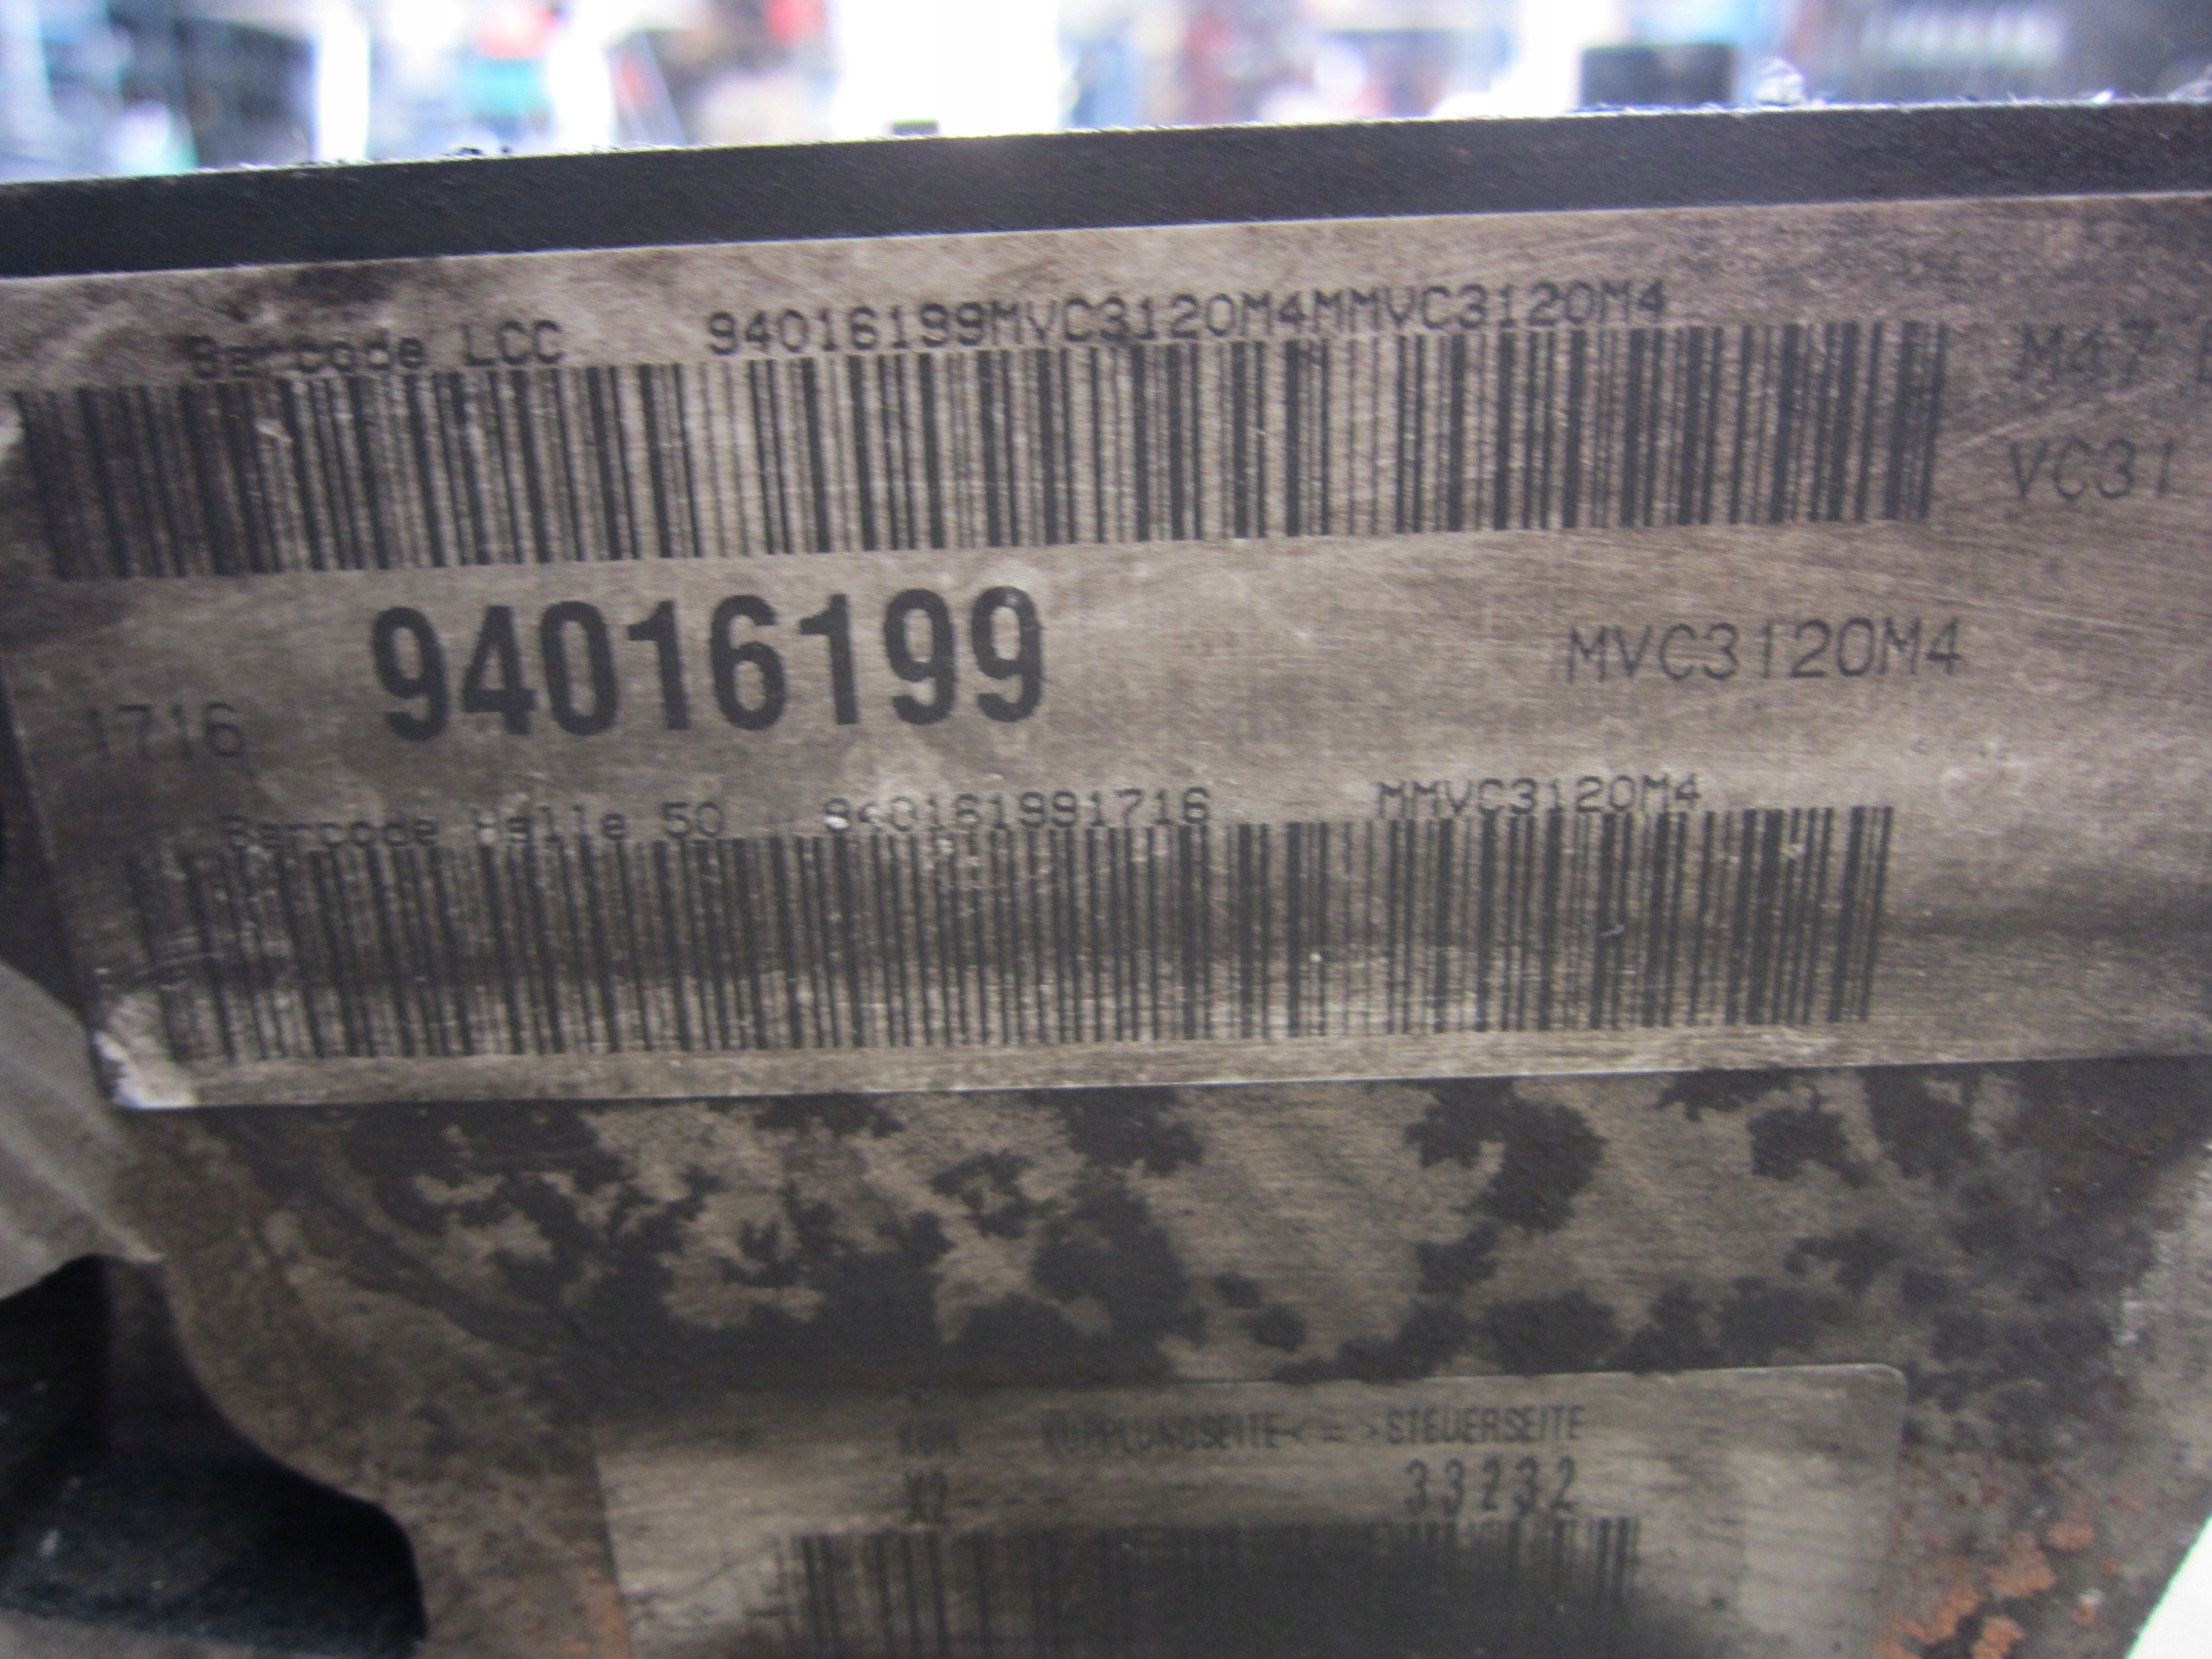 Barcode LCC 94016199MVC3120M4MMVC3120M4
M47
VC31
94016199
MVC3120M4
1716
Barcode Halle 50 940161991716 MMVC3120M4
KUPPLUNGSEITE<=>STEUERSEITE
X2 33232